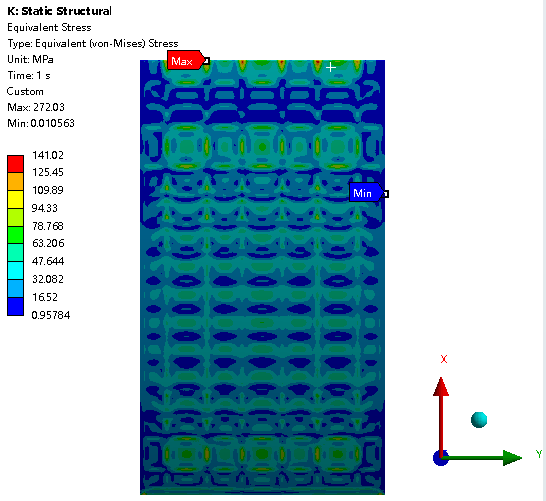 K: Static Structural
Equivalent Stress
Type: Equivalent (von-Mises) Stress
Unit: MPa
Time: 1 s
Custom
Max: 272.03
Min: 0.010563
141.02
125.45
109.89
94.33
78.768
63.206
47.644
32.082
16.52
0.95784
Max
Min
X
Y